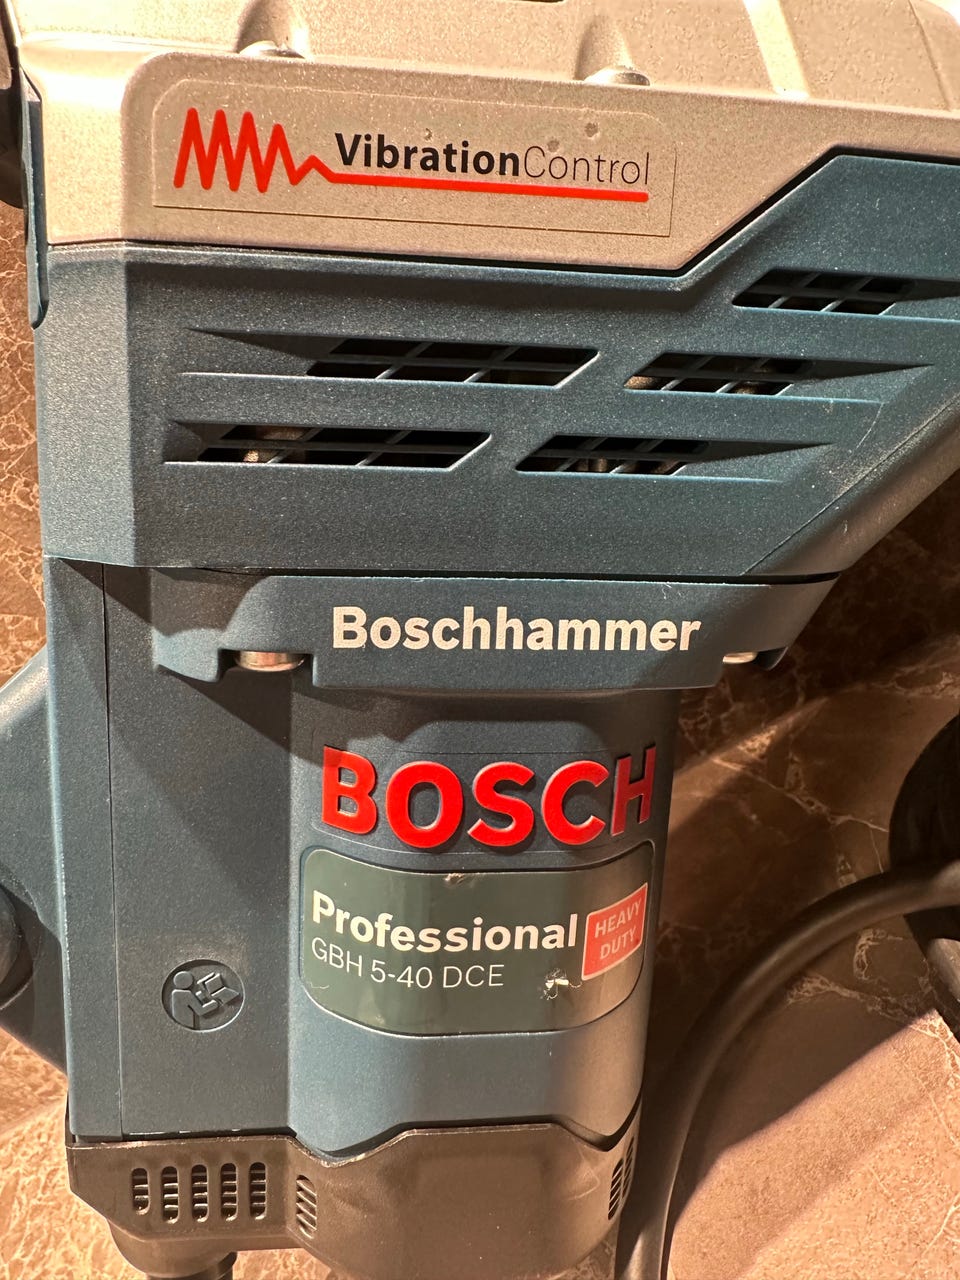 VibrationControl
Boschhammer
BOSCH
Professional
GBH 5-40 DCE
HEAVY
DUTY